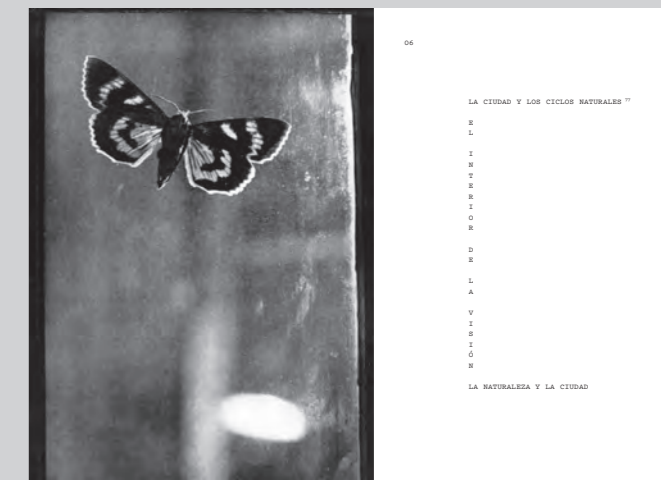 06
LA CIUDAD Y LOS CICLOS NATURALES
E
L
I
N
T
E
R
I
O
R
D
E
L
A
V
I
S
I
Ó
N
LA NATURALEZA Y LA CIUDAD